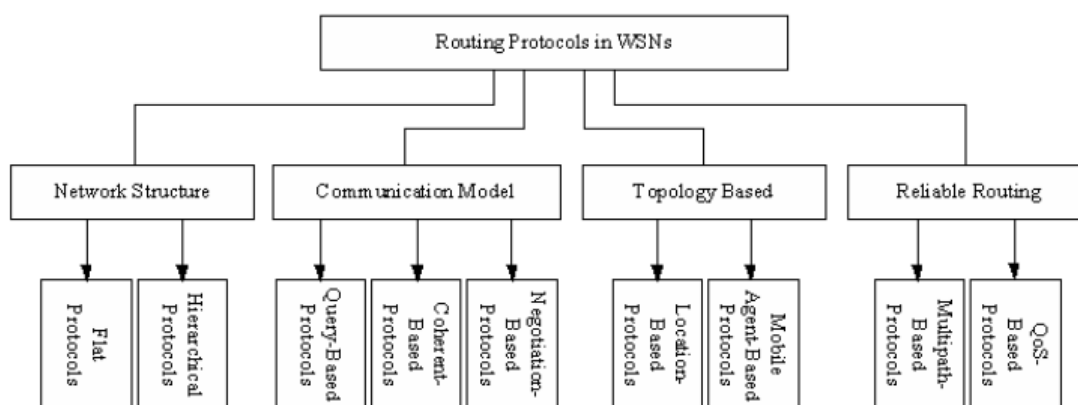 Routing Protocols in WSNs
Network Structure
Communication Model
Topology Based
Reliable Routing
Flat
Protocols
Hierarchical
Protocols
Query-Based
Protocols
Coherent-
Based
Protocols
Negotiation-
Based
Protocols
Location-
Based
Protocols
Mobile
Agent-Based
Protocols
Multipath-
Based
Protocols
QoS-
Based
Protocols